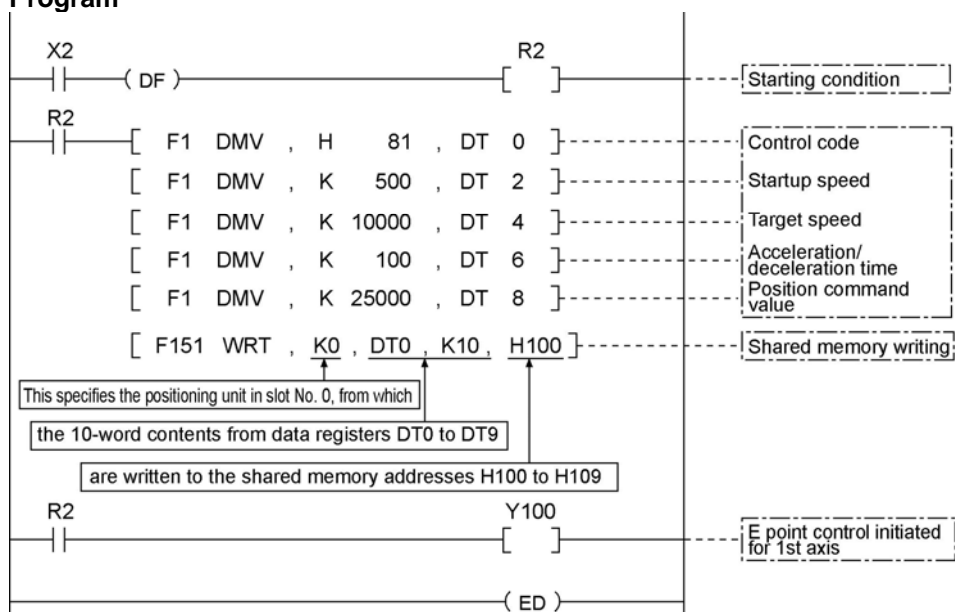 Program
X2 R2
( DF ) [ ] Starting condition
R2
[ F1 DMV , H 81 , DT 0 ] Control code
[ F1 DMV , K 500 , DT 2 ] Startup speed
[ F1 DMV , K 10000 , DT 4 ] Target speed
[ F1 DMV , K 100 , DT 6 ] Acceleration/
deceleration time
[ F1 DMV , K 25000 , DT 8 ] Position command
value
[ F151 WRT , K0 , DT0 , K10 , H100 ] Shared memory writing
This specifies the positioning unit in slot No. 0, from which
the 10-word contents from data registers DT0 to DT9
are written to the shared memory addresses H100 to H109
R2 Y100
[ ] E point control initiated
for 1st axis
( ED )